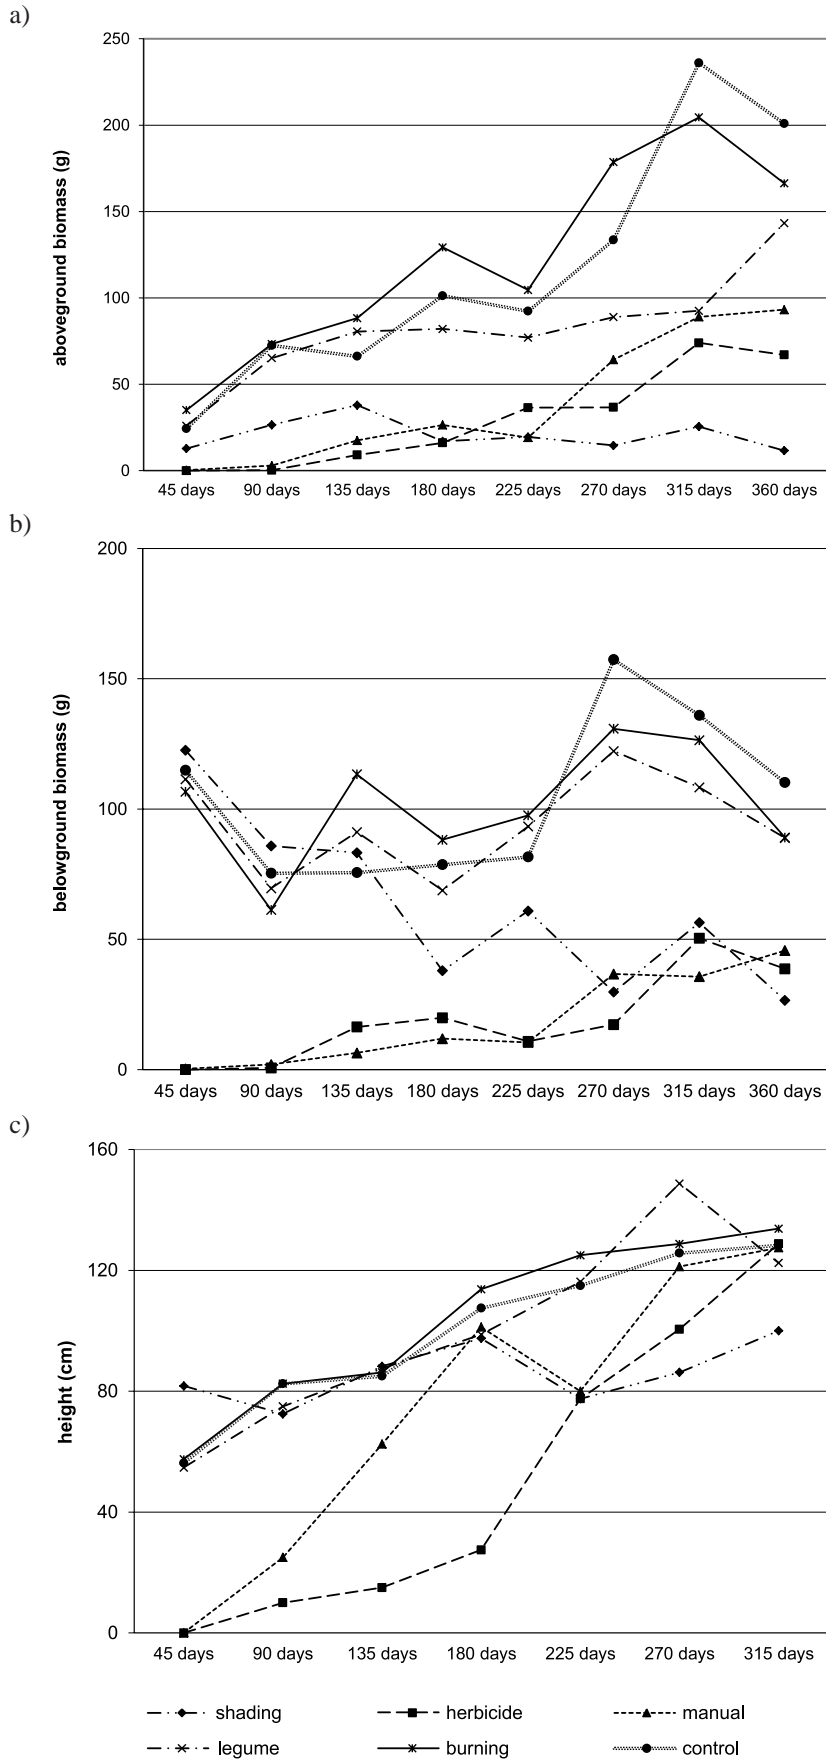 a)
250
200
150
100
50
0
aboveground biomass (g)
45 days 90 days 135 days 180 days 225 days 270 days 315 days 360 days
b)
200
150
100
50
0
belowground biomass (g)
45 days 90 days 135 days 180 days 225 days 270 days 315 days 360 days
c)
160
120
80
40
0
height (cm)
45 days 90 days 135 days 180 days 225 days 270 days 315 days
shading herbicide manual
legume burning control